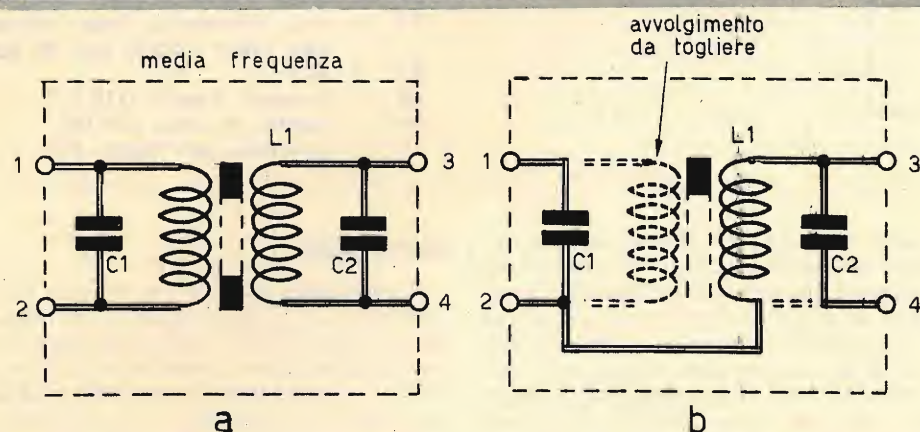 media frequenza
1
L1
3
C1
C2
2
4
a
avvolgimento
da togliere
1
L1
3
C1
C2
2
4
b